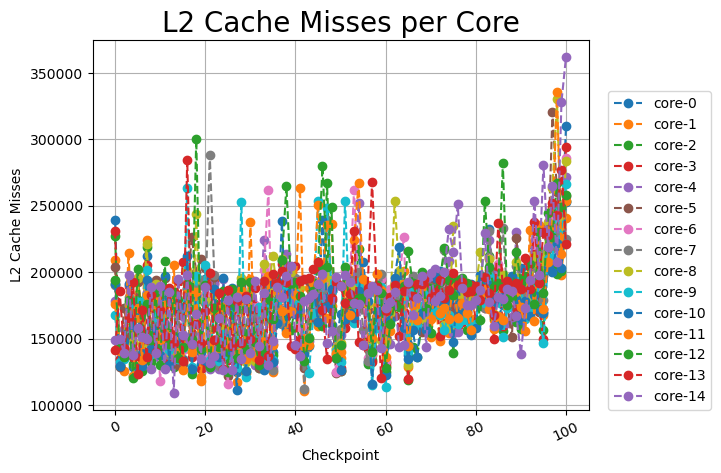 L2 Cache Misses per Core
L2 Cache Misses
350000
300000
250000
200000
150000
100000
0
20
40
60
80
100
Checkpoint
core-0
core-1
core-2
core-3
core-4
core-5
core-6
core-7
core-8
core-9
core-10
core-11
core-12
core-13
core-14